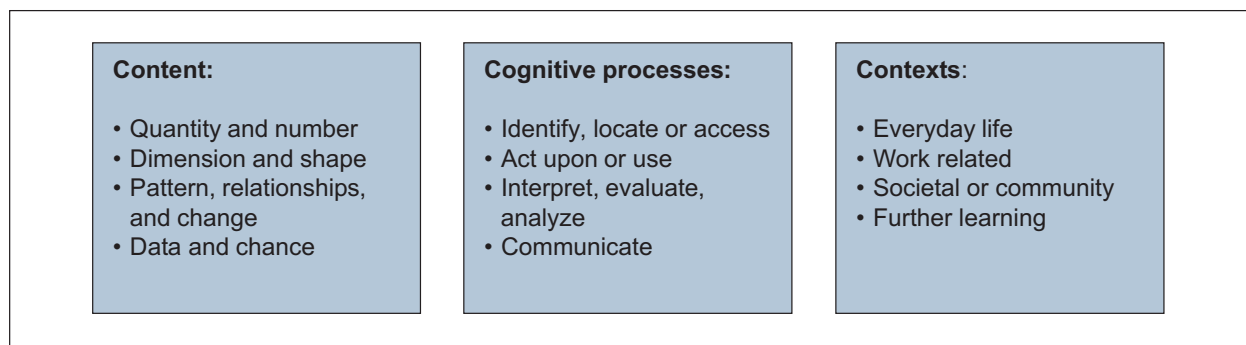 Content:
• Quantity and number
• Dimension and shape
• Pattern, relationships,
and change
• Data and chance
Cognitive processes:
• Identify, locate or access
• Act upon or use
• Interpret, evaluate,
analyze
• Communicate
Contexts:
• Everyday life
• Work related
• Societal or community
• Further learning